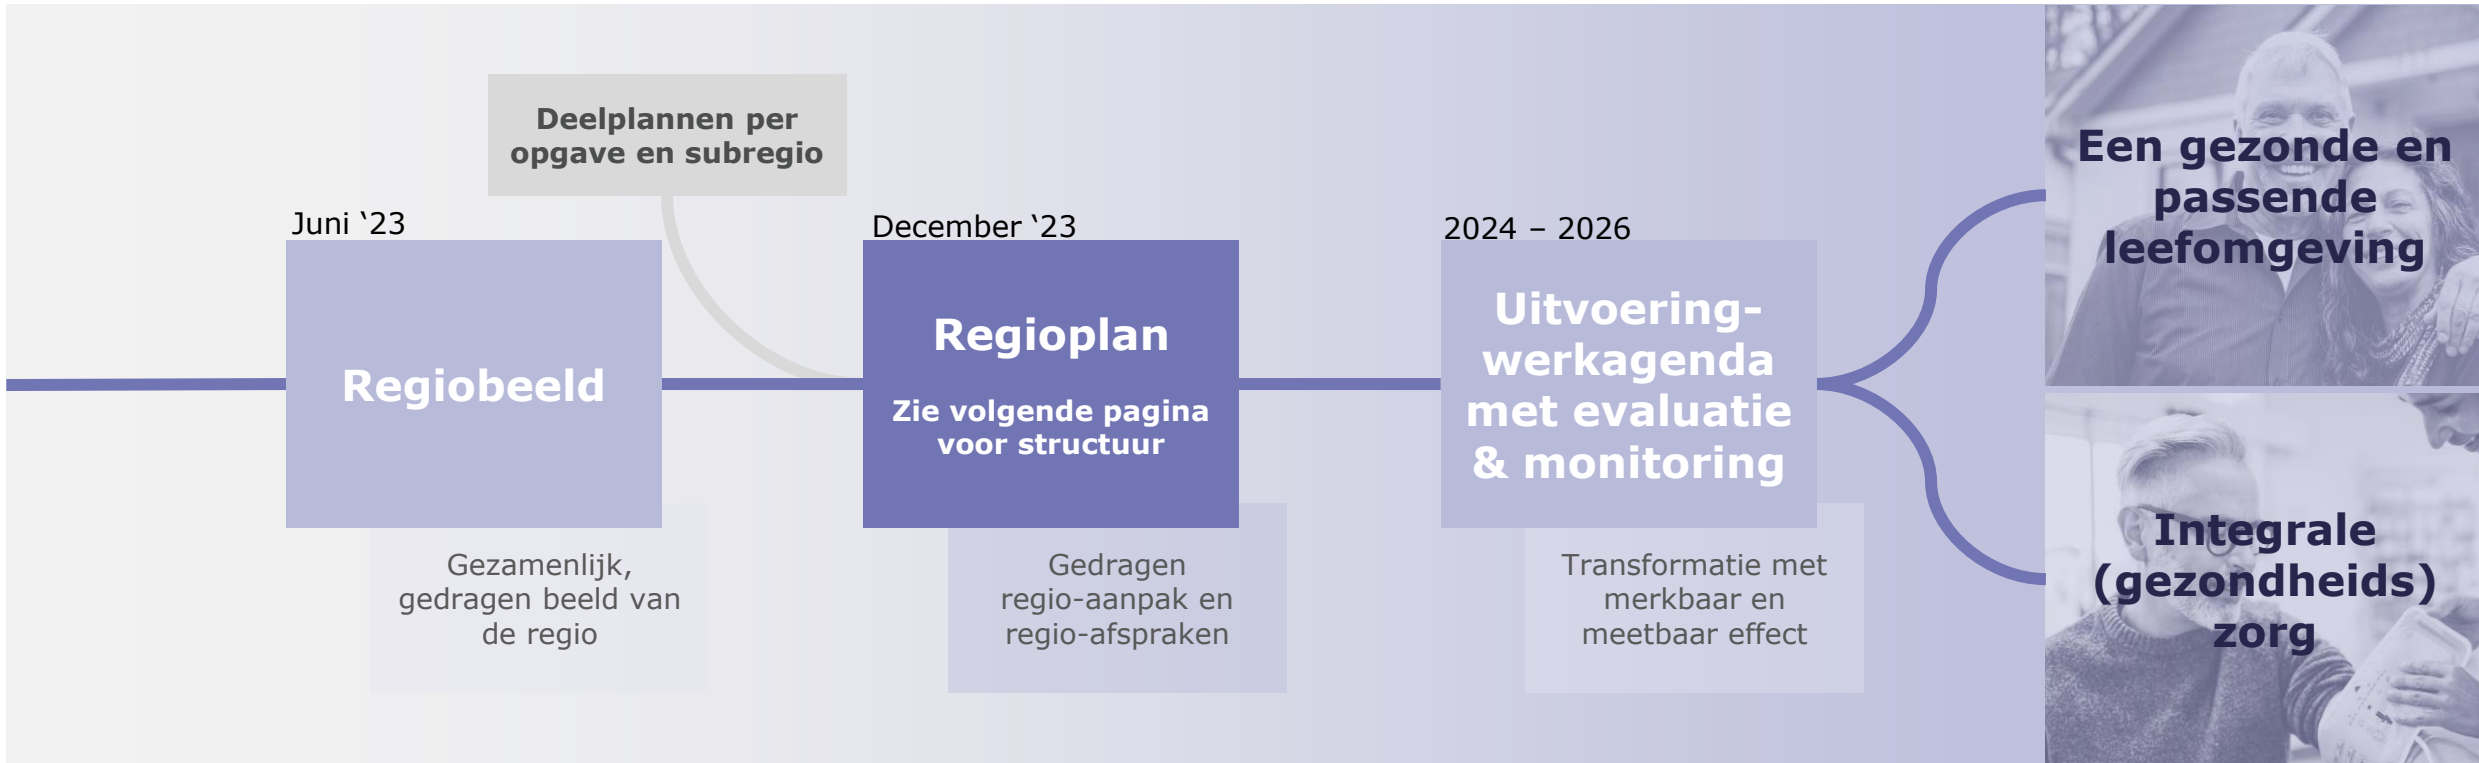 Deelplannen per
opgave en subregio
Juni ‘23
Regiobeeld
Gezamenlijk,
gedragen beeld van
de regio
December ‘23
Regioplan
Zie volgende pagina
voor structuur
Gedragen
regio-aanpak en
regio-afspraken
2024 – 2026
Uitvoering-
werkagenda
met evaluatie
& monitoring
Transformatie met
merkbaar en
meetbaar effect
Een gezonde en
passende
leefomgeving
Integrale
(gezondheids)
zorg